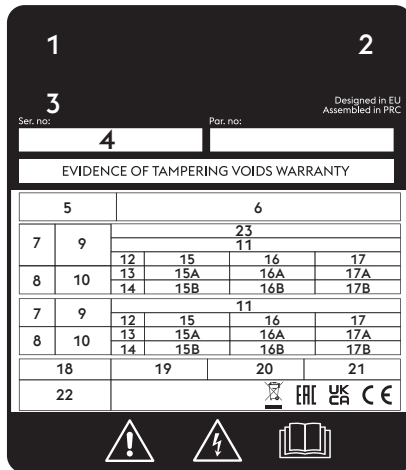 1 2
3
Designed in EU
Assembled in PRC
Ser. no: Par. no:
4
EVIDENCE OF TAMPERING VOIDS WARRANTY
5 6
7 9 23
11
12 15 16 17
8 10 13 15A 16A 17A
14 15B 16B 17B
7 9 11
12 15 16 17
8 10 13 15A 16A 17A
14 15B 16B 17B
18 19 20 21
22 EAC UK CA CE